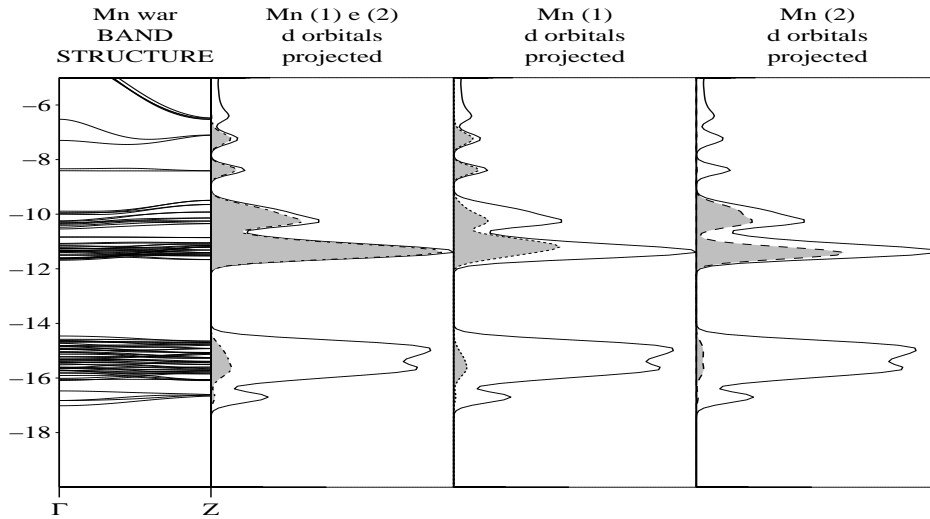 Mn war
BAND
STRUCTURE
Mn (1) e (2)
d orbitals
projected
Mn (1)
d orbitals
projected
Mn (2)
d orbitals
projected
−6
−8
−10
−12
−14
−16
−18
Γ
Z